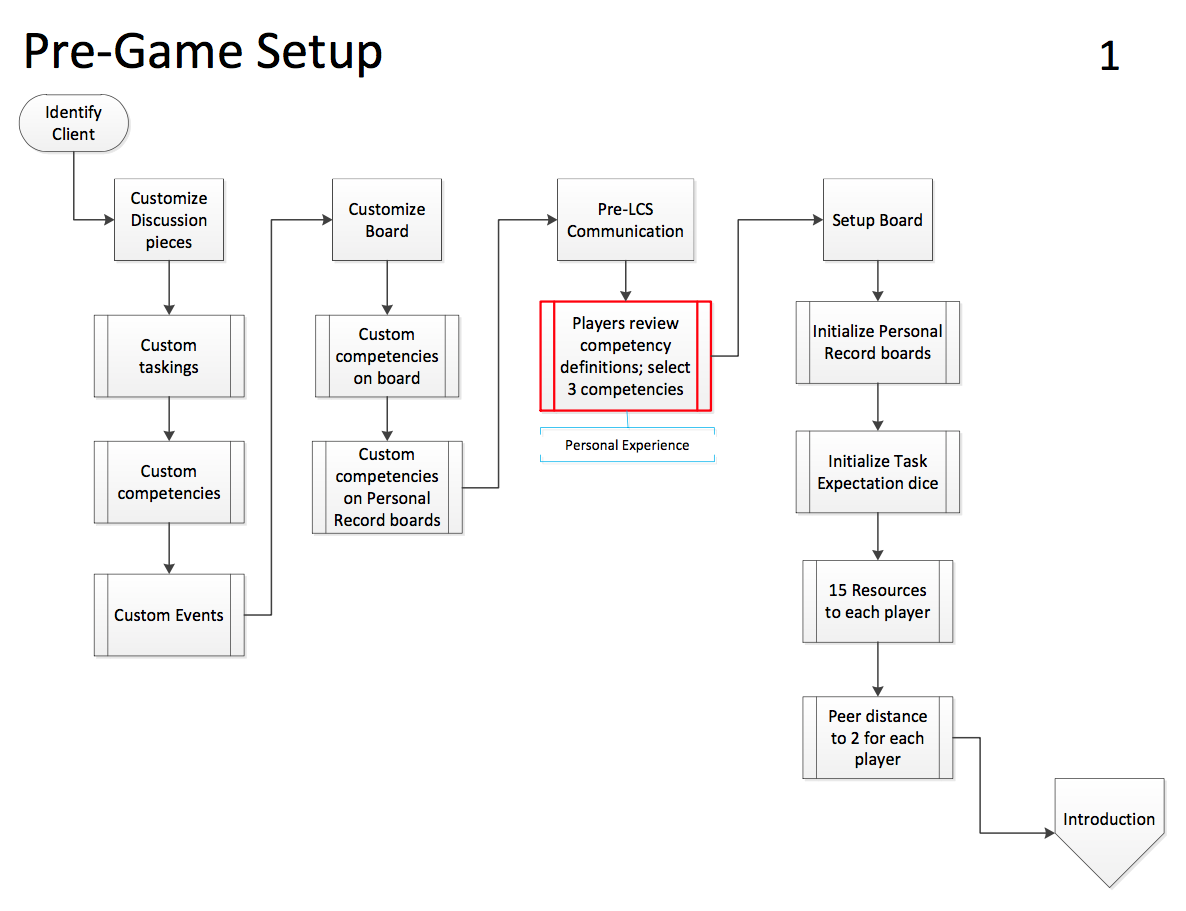 Pre-Game Setup
1
Identify
Client
Customize
Discussion
pieces
Custom
taskings
Custom
competencies
Custom Events
Customize
Board
Custom
competencies
on board
Custom
competencies
on Personal
Record boards
Pre-LCS
Communication
Players review
competency
definitions; select
3 competencies
Personal Experience
Setup Board
Initialize Personal
Record boards
Initialize Task
Expectation dice
15 Resources
to each player
Peer distance
to 2 for each
player
Introduction